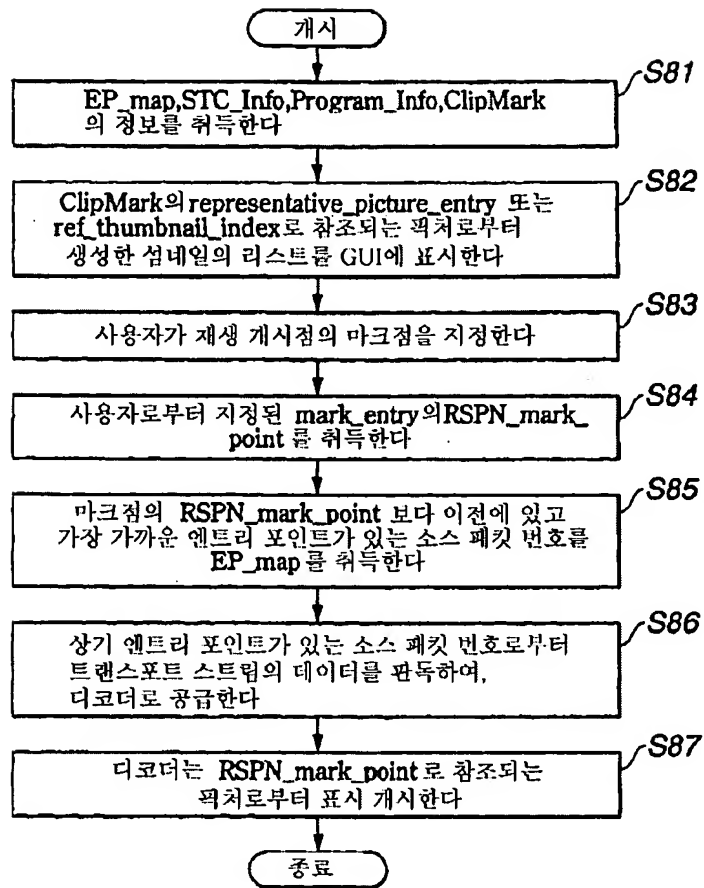 개시
S81
EP_map,STC_Info,Program_Info,ClipMark
의 정보를 취득한다
S82
ClipMark의 representative_picture_entry 또는
ref_thumbnail_index로 참조되는 픽처로부터
생성한 섬네일의 리스트를 GUI에 표시한다
S83
사용자가 재생 개시점의 마크점을 지정한다
S84
사용자로부터 지정된 mark_entry의RSPN_mark_
point 를 취득한다
S85
마크점의 RSPN_mark_point 보다 이전에 있고
가장 가까운 엔트리 포인트가 있는 소스 패킷 번호를
EP_map 를 취득한다
S86
상기 엔트리 포인트가 있는 소스 패킷 번호로부터
트랜스포트 스트림의 데이터를 판독하여,
디코더로 공급한다
S87
디코더는 RSPN_mark_point로 참조되는
픽처로부터 표시 개시한다
종료